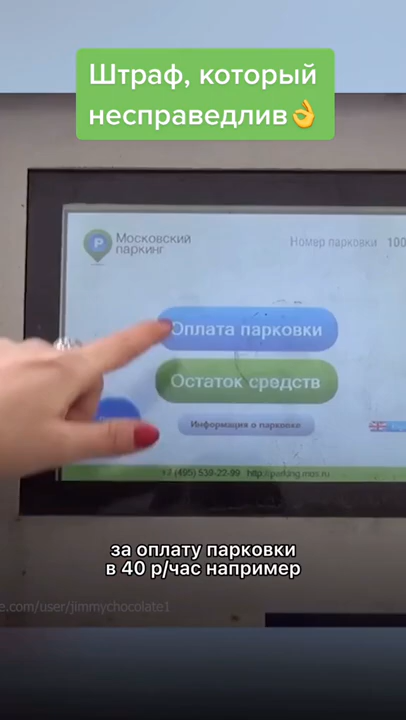 Штраф, который
несправедлив👌
Московский
паркинг
Номер парковки 100
Оплата парковки
Остаток средств
Информация о парковке
+7 (495) 539-22-99 http://parking.mos.ru
за оплату парковки
в 40 р/час например
e.com/user/jimmychocolate1